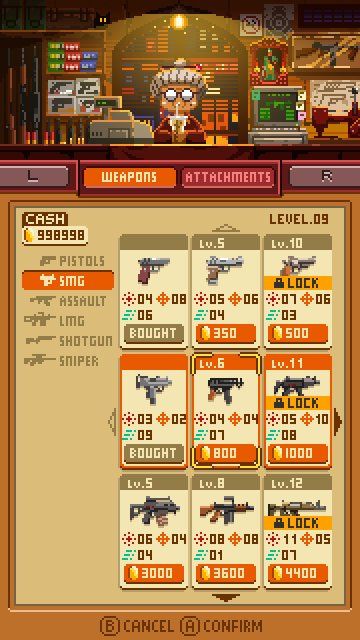 L
WEAPONS
ATTACHMENTS
R
CASH
998998
LEVEL.09
PISTOLS
SMG
ASSAULT
LMG
SHOTGUN
SNIPER
Lv.5
Lv.10
LOCK
04 08
06
BOUGHT
05 06
04
350
07 06
03
500
Lv.6
Lv.11
LOCK
03 02
09
BOUGHT
04 04
07
800
05 10
08
1000
Lv.5
Lv.8
Lv.12
LOCK
06 04
04
3000
08 08
01
3600
11 05
07
4400
B CANCEL A CONFIRM